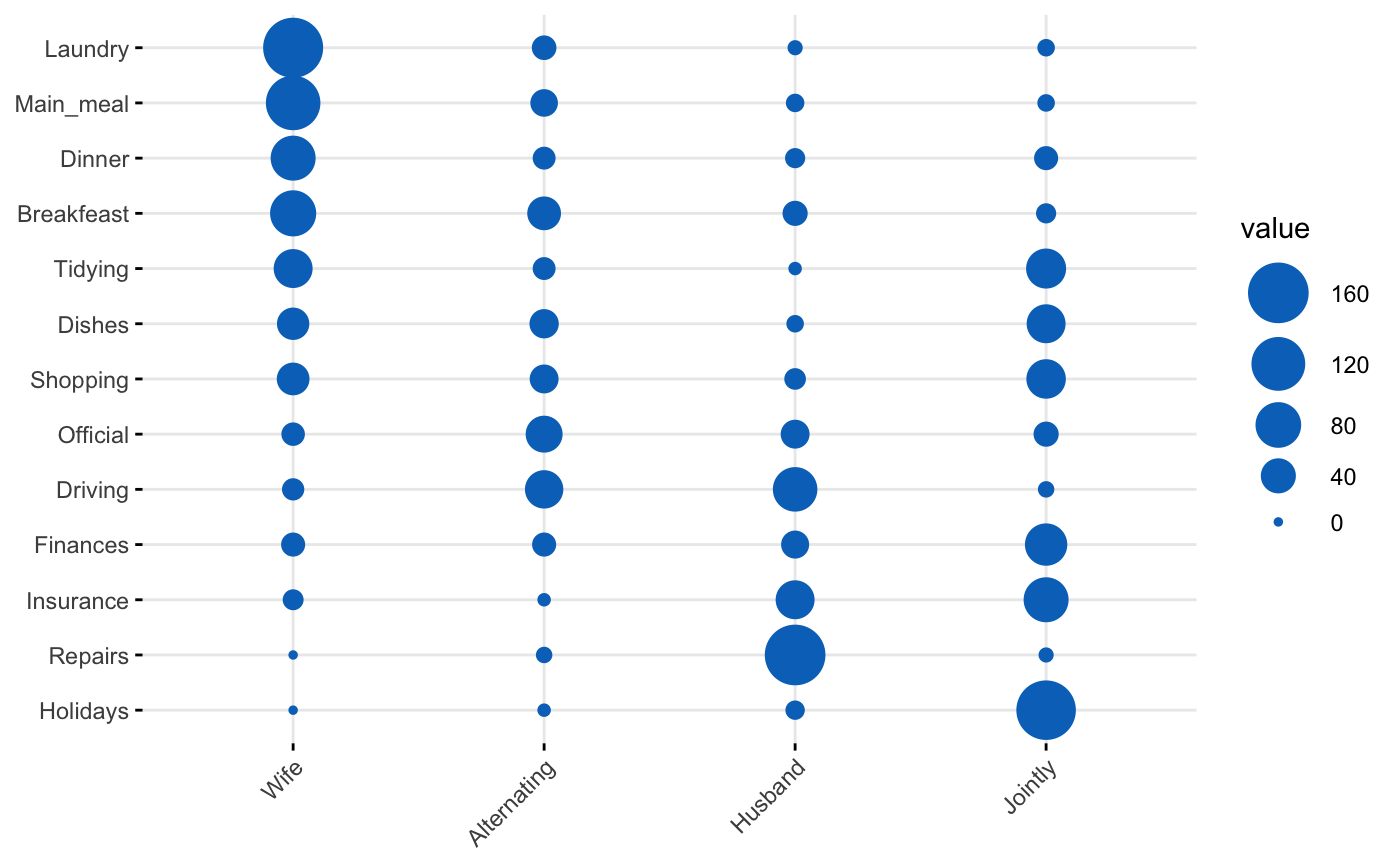 Laundry
Main_meal
Dinner
Breakfeast
Tidying
Dishes
Shopping
Official
Driving
Finances
Insurance
Repairs
Holidays
Wife
Alternating
Husband
Jointly
value
160
120
80
40
0